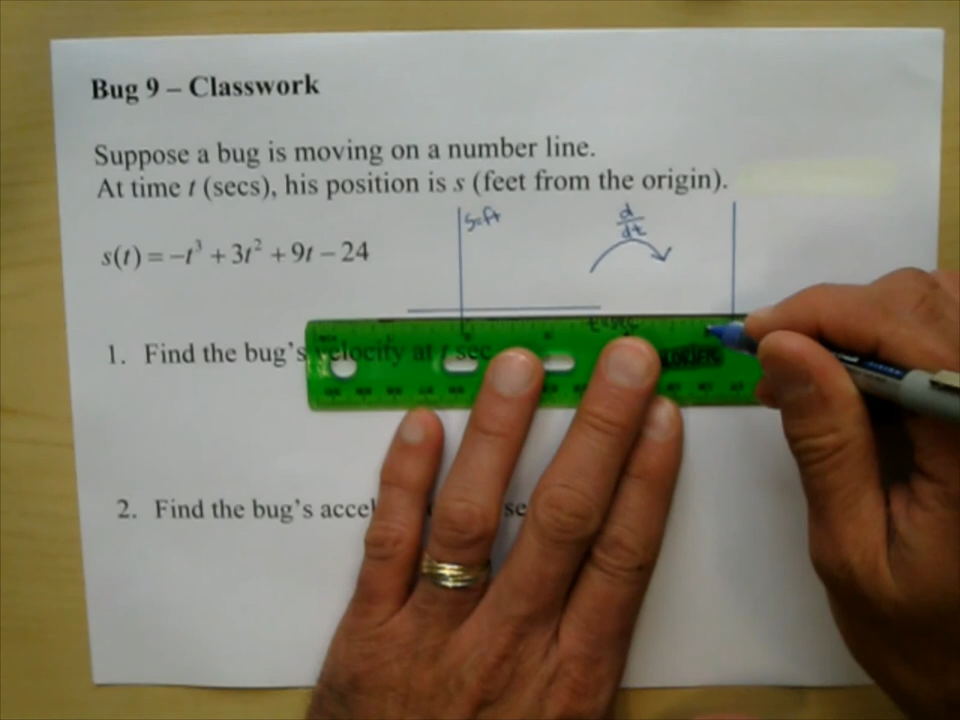 Bug 9 – Classwork
Suppose a bug is moving on a number line.
At time t (secs), his position is s (feet from the origin).
s=ft
d
dt
s(t) = −t³ + 3t² + 9t − 24
t=sec
1. Find the bug's velocity at t sec
2. Find the bug's accel